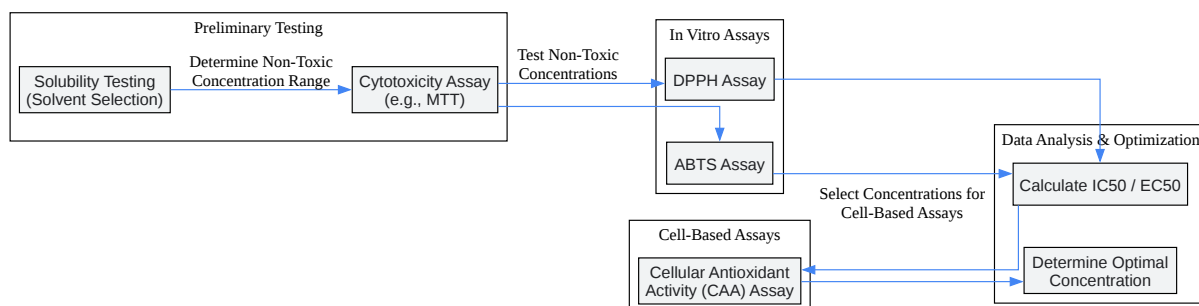 Preliminary Testing
Solubility Testing
(Solvent Selection)
Determine Non-Toxic
Concentration Range
Cytotoxicity Assay
(e.g., MTT)
Test Non-Toxic
Concentrations
In Vitro Assays
DPPH Assay
ABTS Assay
Data Analysis & Optimization
Calculate IC50 / EC50
Select Concentrations for
Cell-Based Assays
Cell-Based Assays
Cellular Antioxidant
Activity (CAA) Assay
Determine Optimal
Concentration